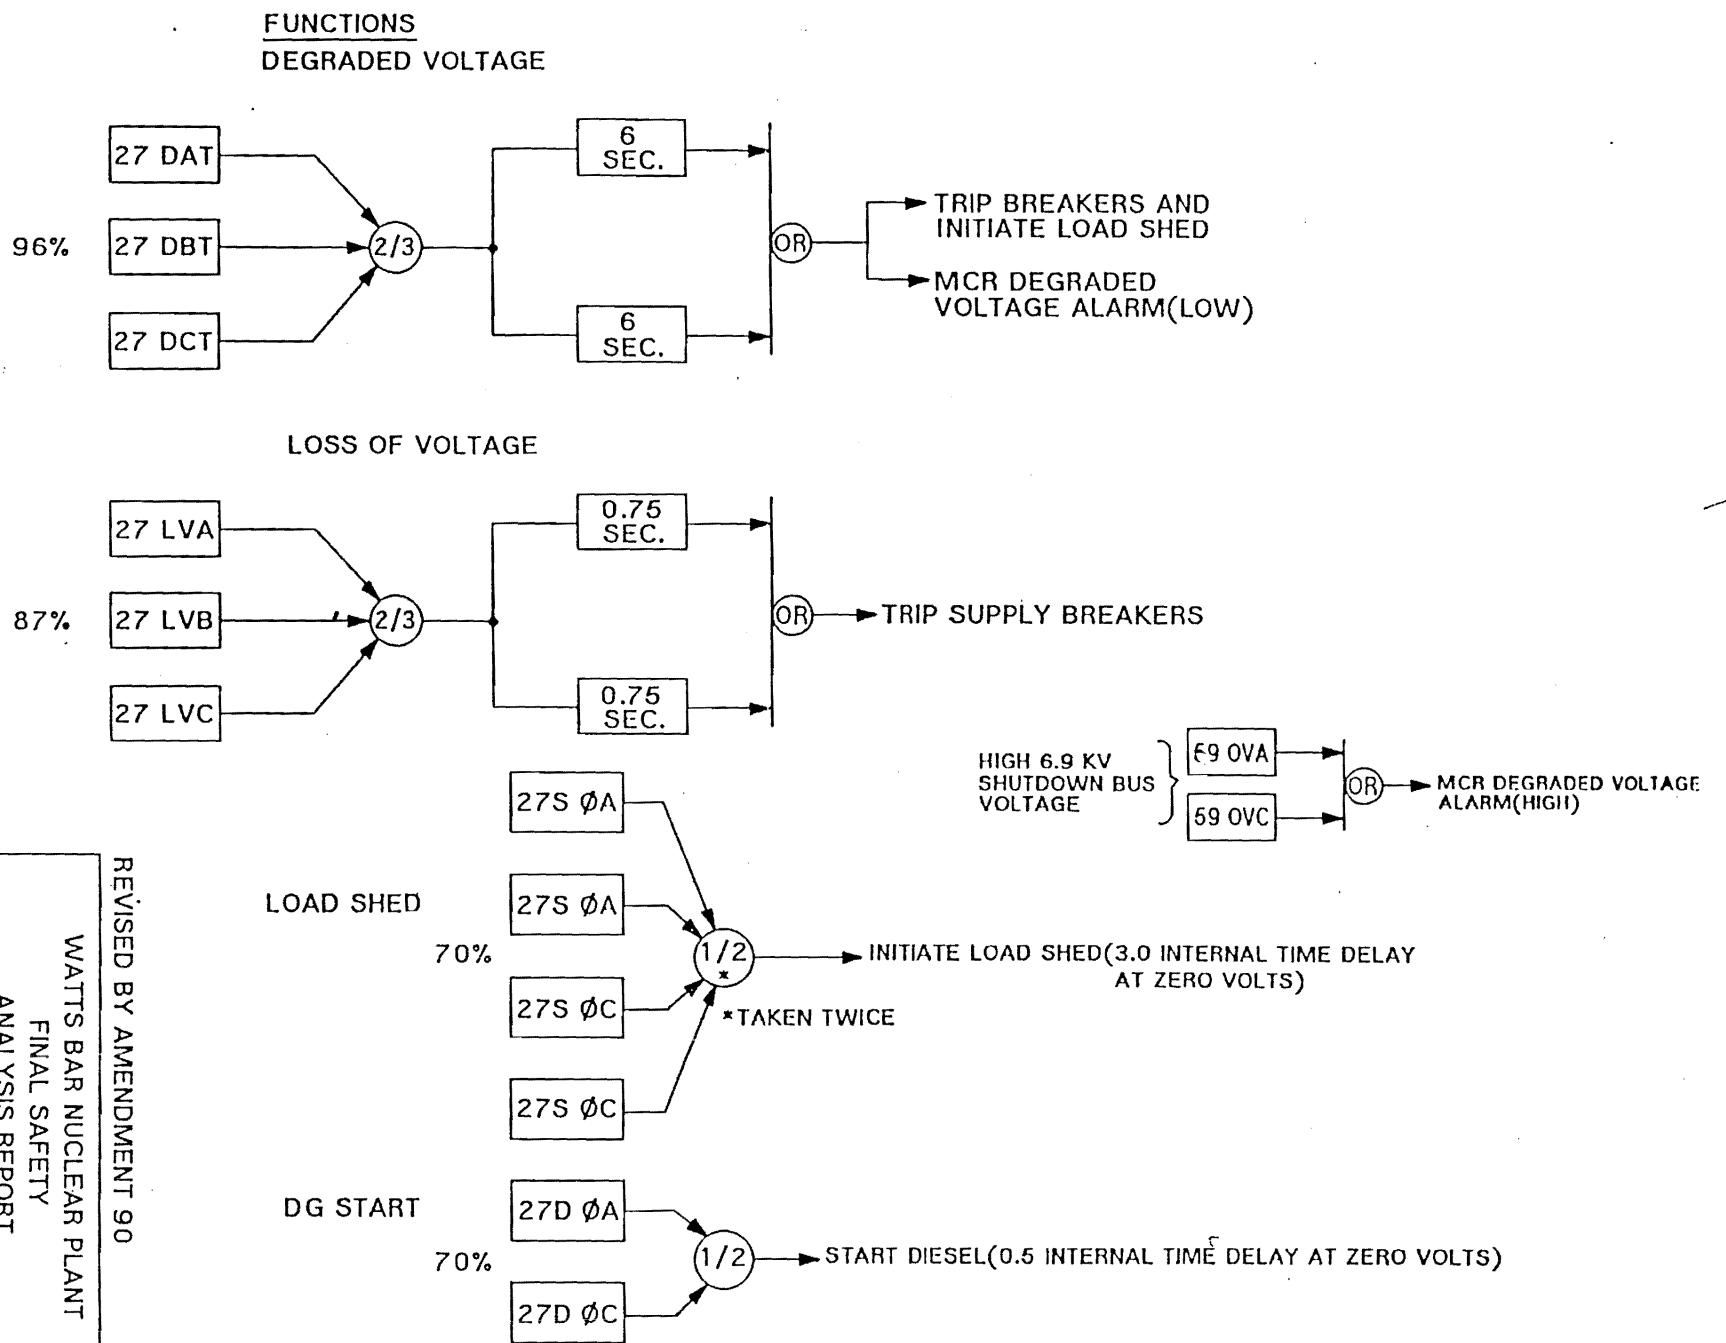 FUNCTIONS
DEGRADED VOLTAGE
27 DAT
96%
27 DBT
27 DCT
2/3
6
SEC.
6
SEC.
OR
TRIP BREAKERS AND
INITIATE LOAD SHED
MCR DEGRADED
VOLTAGE ALARM(LOW)
LOSS OF VOLTAGE
27 LVA
87%
27 LVB
27 LVC
2/3
0.75
SEC.
0.75
SEC.
OR
TRIP SUPPLY BREAKERS
HIGH 6.9 KV
SHUTDOWN BUS
VOLTAGE
59 OVA
59 OVC
OR
MCR DEGRADED VOLTAGE
ALARM(HIGH)
LOAD SHED
70%
27S ØA
27S ØA
27S ØC
27S ØC
1/2
*
*TAKEN TWICE
INITIATE LOAD SHED(3.0 INTERNAL TIME DELAY
AT ZERO VOLTS)
DG START
70%
27D ØA
27D ØC
1/2
START DIESEL(0.5 INTERNAL TIME DELAY AT ZERO VOLTS)
REVISED BY AMENDMENT 90
WATTS BAR NUCLEAR PLANT
FINAL SAFETY
ANALYSIS REPORT